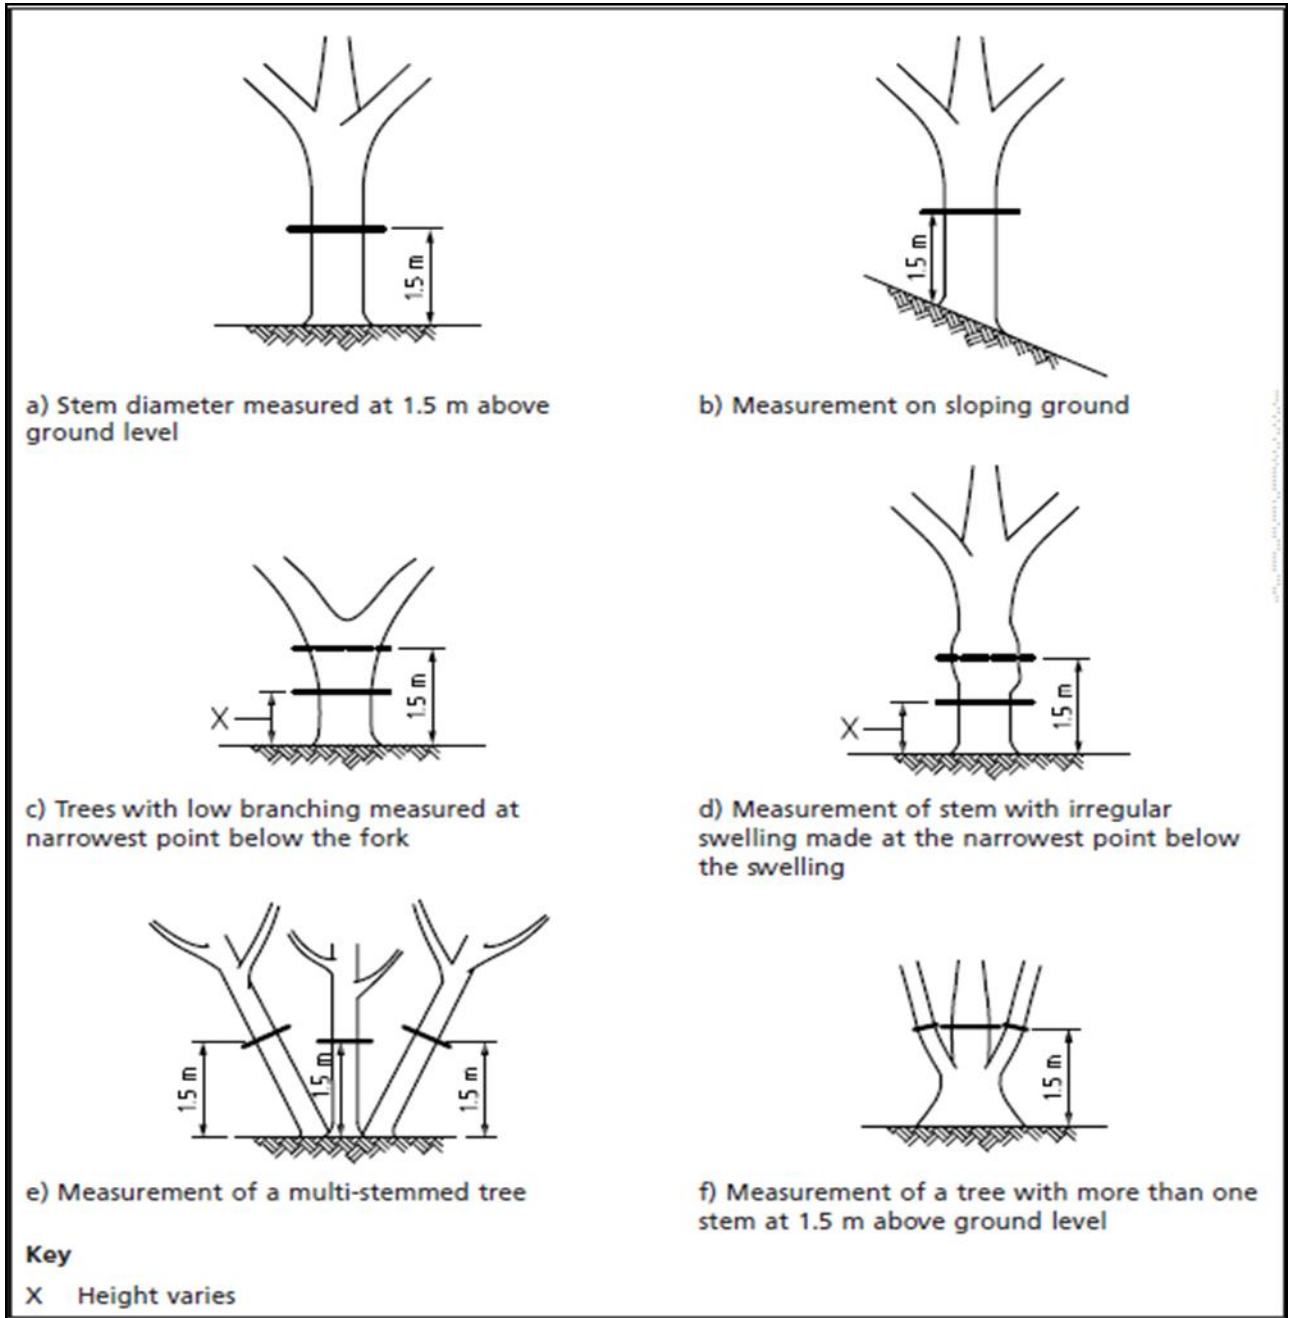 1.5 m
a) Stem diameter measured at 1.5 m above
ground level
1.5 m
b) Measurement on sloping ground
X
1.5 m
c) Trees with low branching measured at
narrowest point below the fork
X
1.5 m
d) Measurement of stem with irregular
swelling made at the narrowest point below
the swelling
1.5 m
1.5 m
1.5 m
e) Measurement of a multi-stemmed tree
1.5 m
f) Measurement of a tree with more than one
stem at 1.5 m above ground level
Key
X Height varies